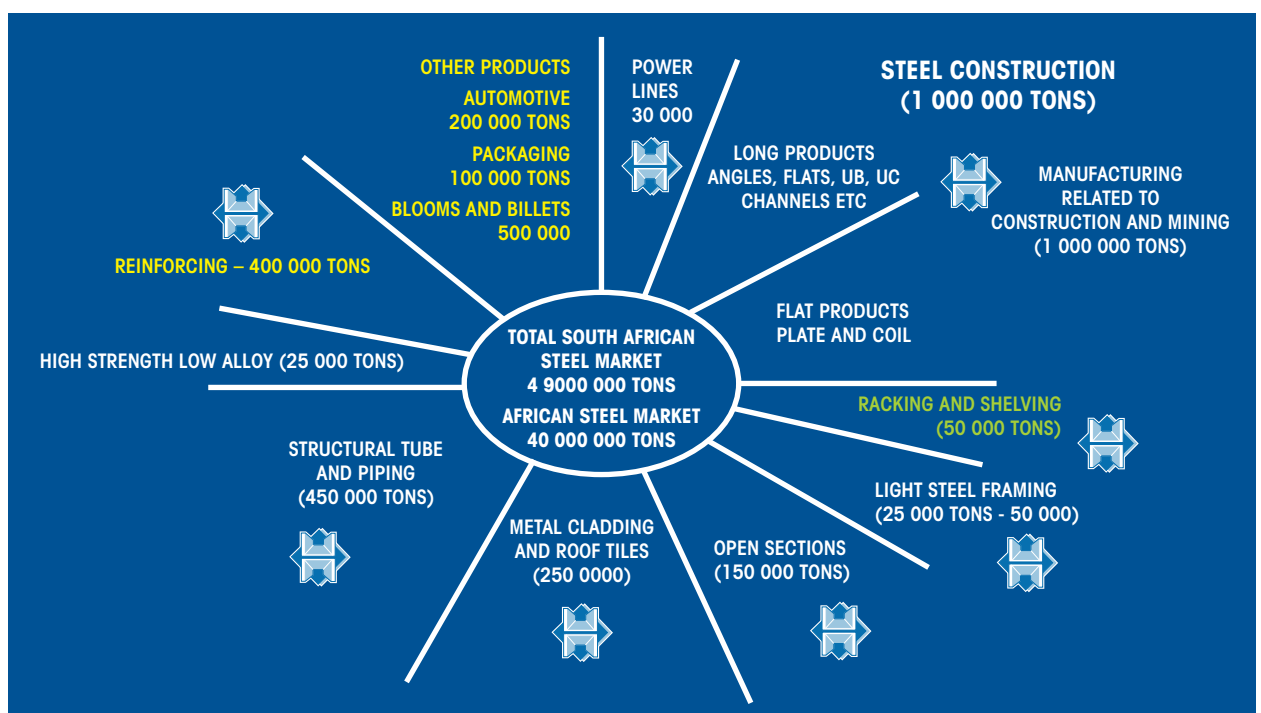 OTHER PRODUCTS
AUTOMOTIVE
200 000 TONS
PACKAGING
100 000 TONS
BLOOMS AND BILLETS
500 000
POWER
LINES
30 000
STEEL CONSTRUCTION
(1 000 000 TONS)
LONG PRODUCTS
ANGLES, FLATS, UB, UC
CHANNELS ETC
MANUFACTURING
RELATED TO
CONSTRUCTION AND MINING
(1 000 000 TONS)
FLAT PRODUCTS
PLATE AND COIL
RACKING AND SHELVING
(50 000 TONS)
LIGHT STEEL FRAMING
(25 000 TONS - 50 000)
OPEN SECTIONS
(150 000 TONS)
METAL CLADDING
AND ROOF TILES
(250 0000)
STRUCTURAL TUBE
AND PIPING
(450 000 TONS)
HIGH STRENGTH LOW ALLOY (25 000 TONS)
REINFORCING – 400 000 TONS
TOTAL SOUTH AFRICAN
STEEL MARKET
4 9000 000 TONS
AFRICAN STEEL MARKET
40 000 000 TONS